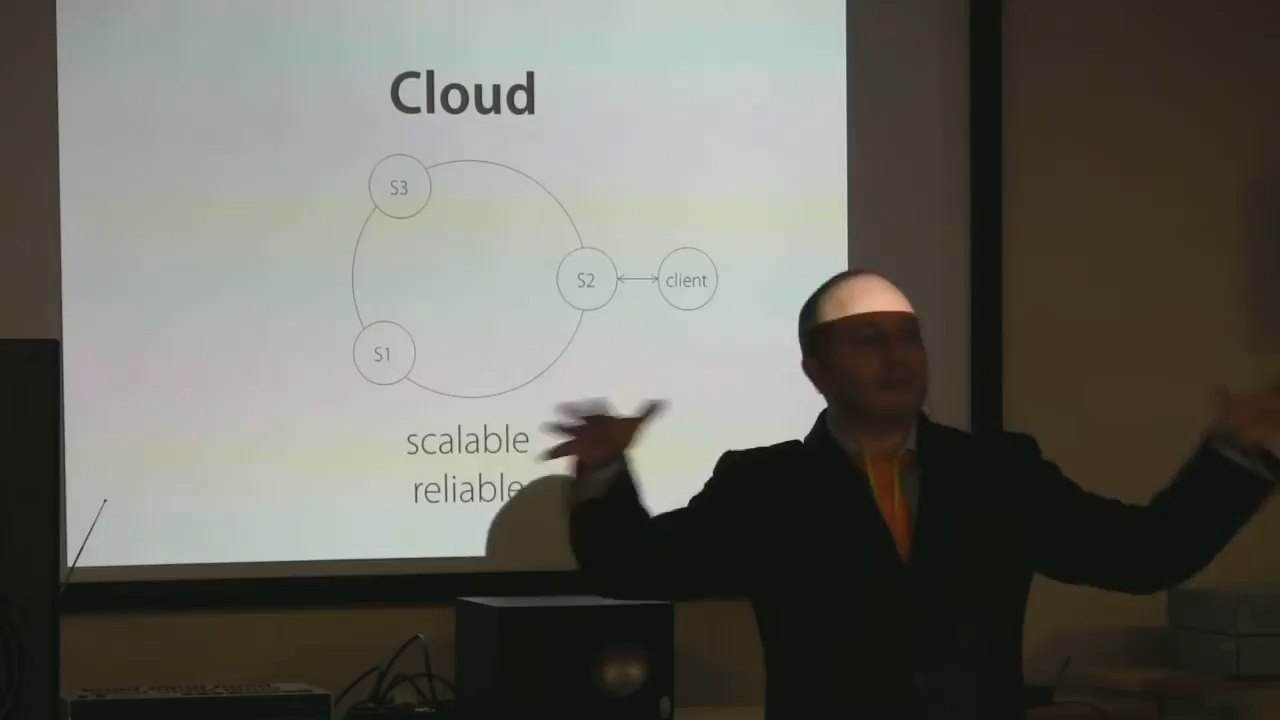 Cloud
S3
S2
client
S1
scalable
reliable